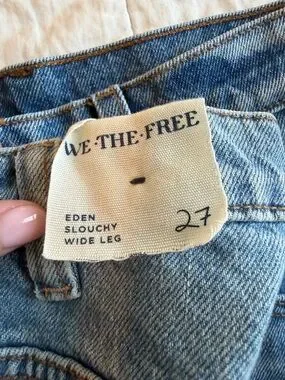 WE·THE·FREE
EDEN
SLOUCHY
WIDE LEG
27